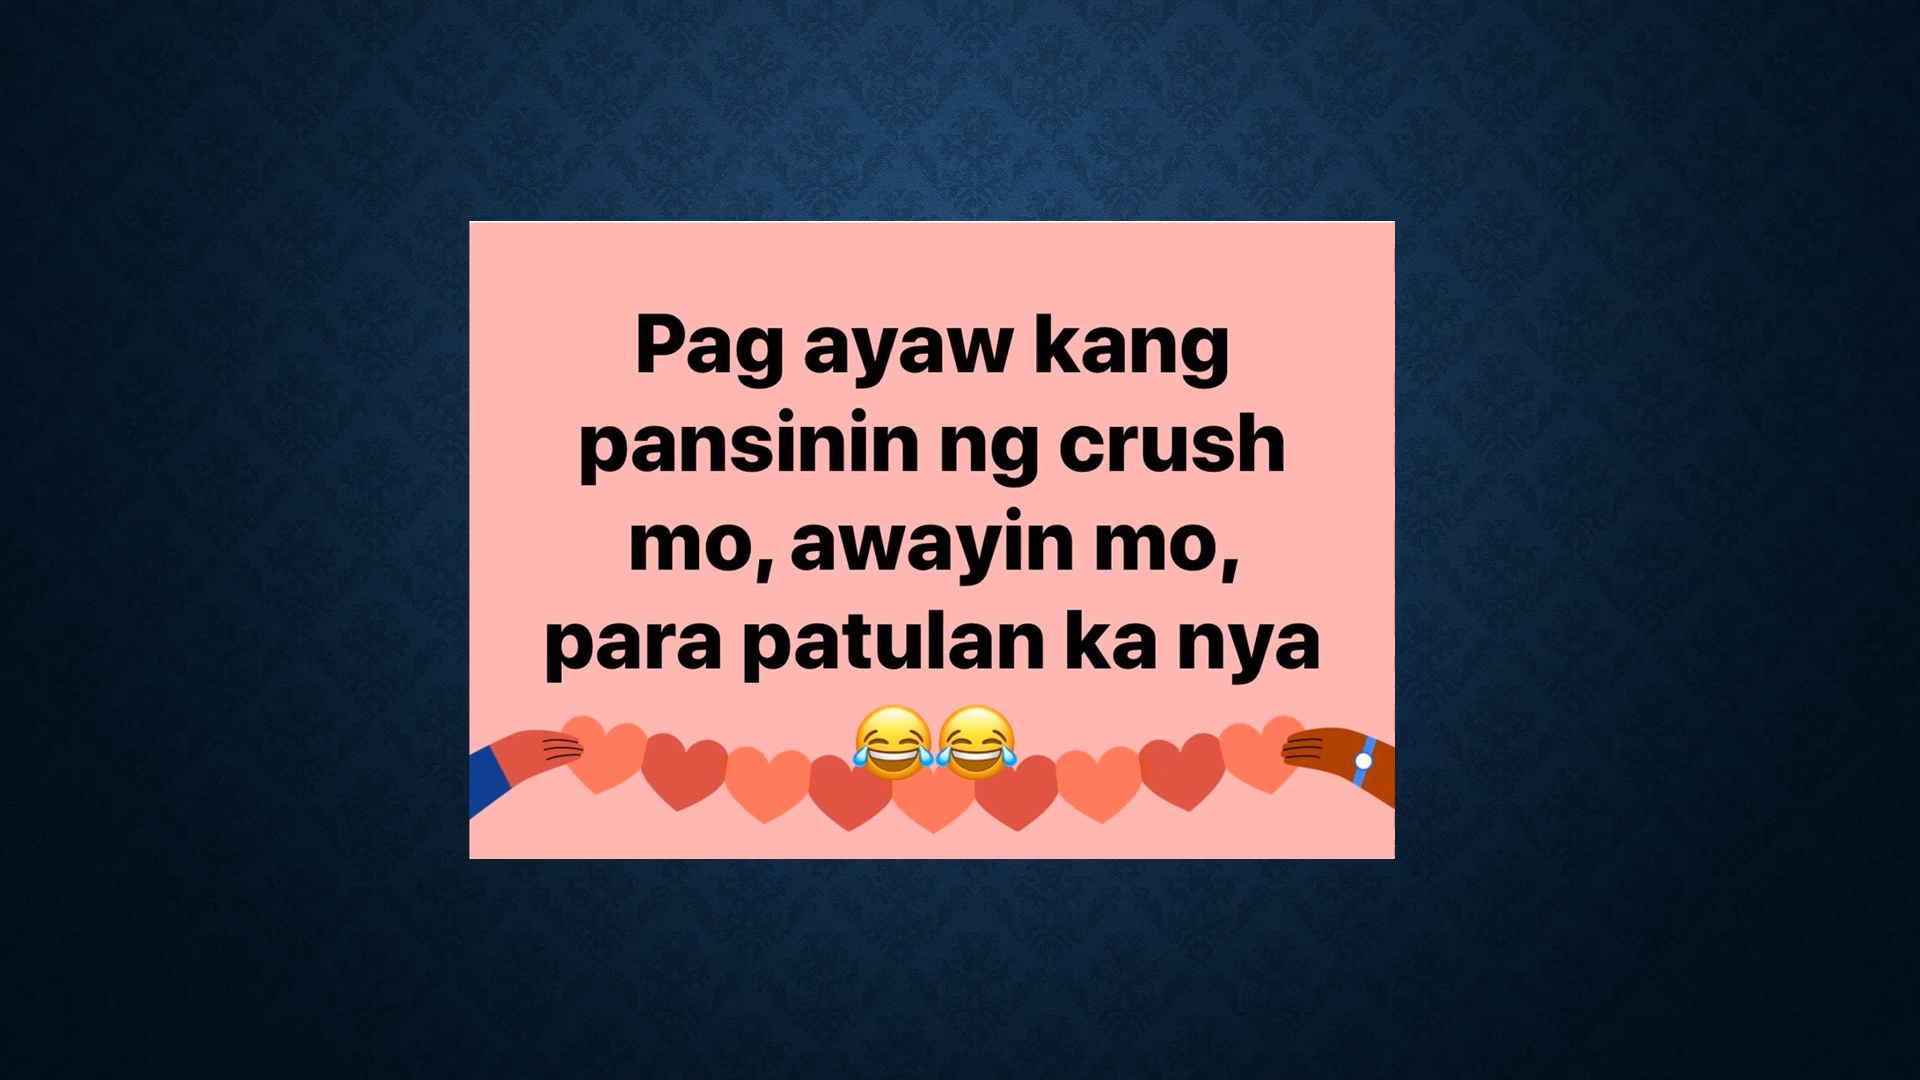 Pag ayaw kang
pansinin ng crush
mo, awayin mo,
para patulan ka nya
😂😂